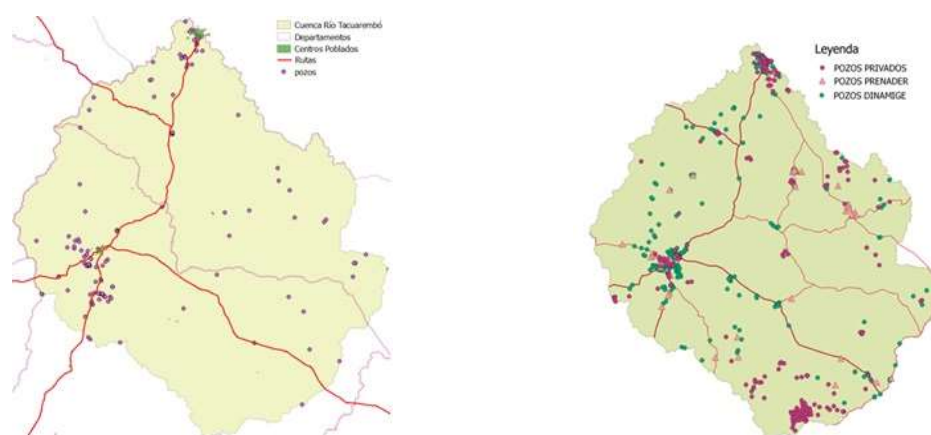 Cuenca Río Tacuarembó
Departamentos
Centros Poblados
Rutas
pozos
Leyenda
POZOS PRIVADOS
POZOS PRENADER
POZOS DINAMIGE